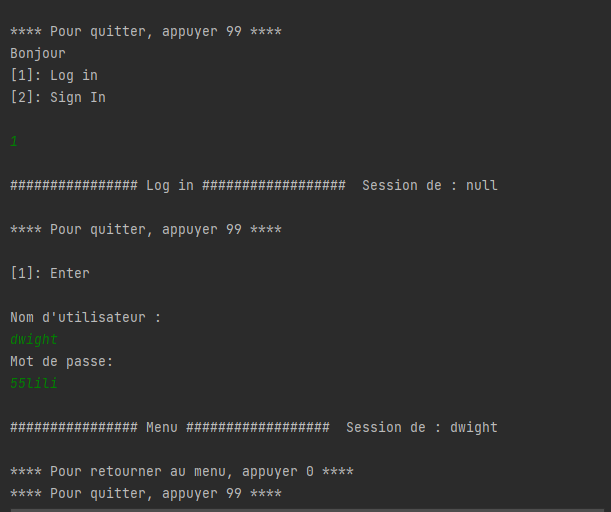 **** Pour quitter, appuyer 99 ****
Bonjour
[1]: Log in
[2]: Sign In
1
################ Log in ################## Session de : null
**** Pour quitter, appuyer 99 ****
[1]: Enter
Nom d'utilisateur :
dwight
Mot de passe:
55lili
################ Menu ################## Session de : dwight
**** Pour retourner au menu, appuyer 0 ****
**** Pour quitter, appuyer 99 ****